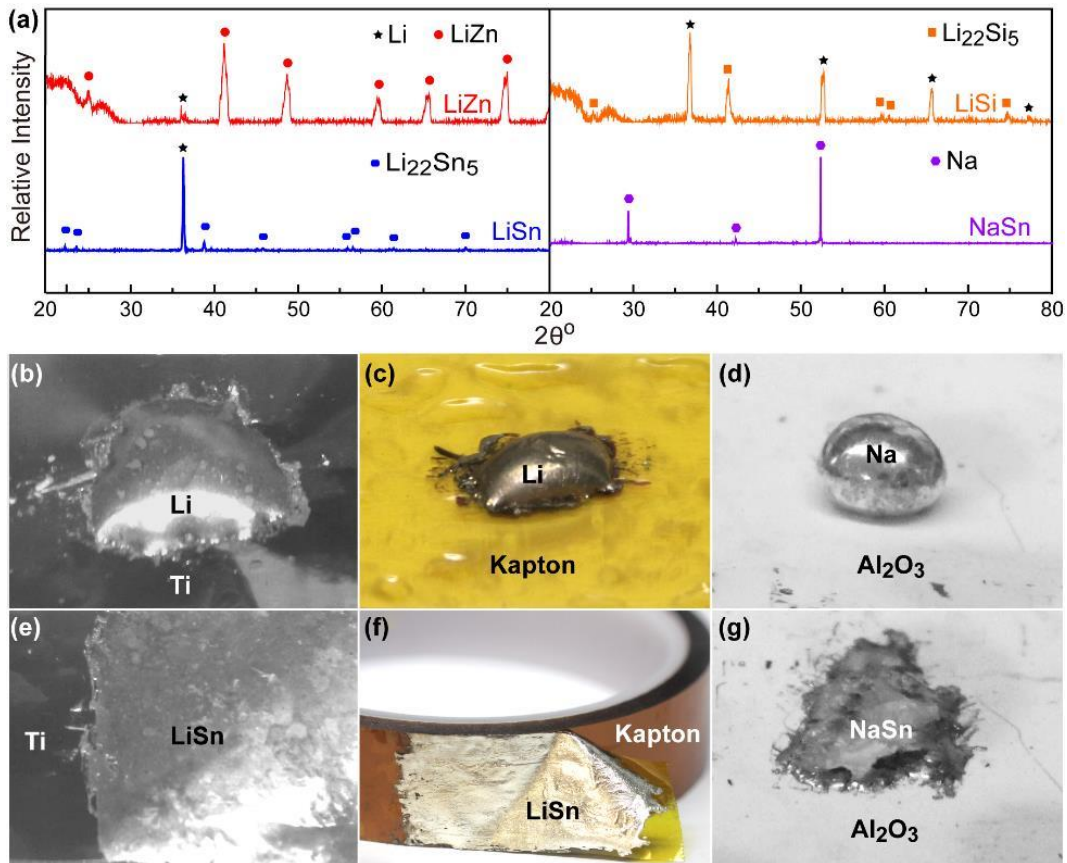 (a)
Relative Intensity
★ Li ● LiZn
LiZn
Li₂₂Sn₅
LiSn
Li₂₂Si₅
LiSi
Na
NaSn
20 30 40 50 60 70 20 30 40 50 60 70 80
2θ⁰
(b)
Li
Ti
(c)
Li
Kapton
(d)
Na
Al₂O₃
(e)
Ti
LiSn
(f)
Kapton
LiSn
(g)
NaSn
Al₂O₃